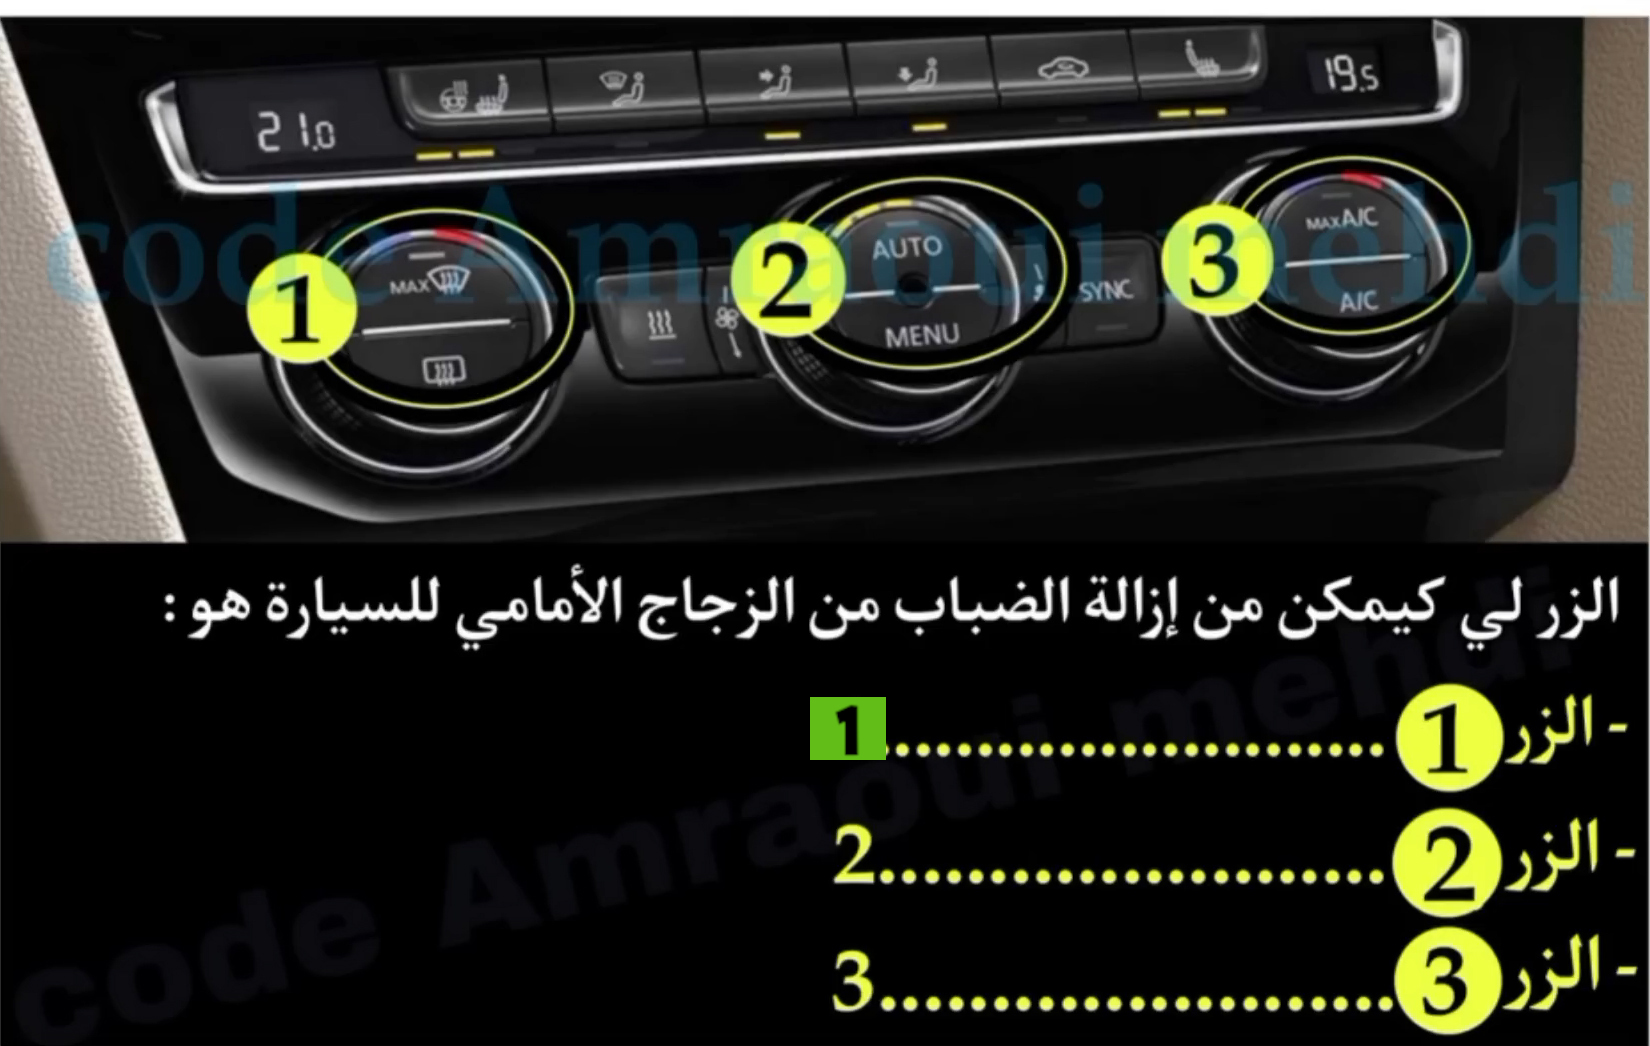 21.0
19.5
code Amraoui mehdi
1
MAX
2
AUTO
MENU
SYNC
3
MAX A/C
A/C
الزر لي كيمكن من إزالة الضباب من الزجاج الأمامي للسيارة هو :
- الزر 1 ........................ 1
- الزر 2 ........................ 2
- الزر 3 ........................ 3
code Amraoui mehdi